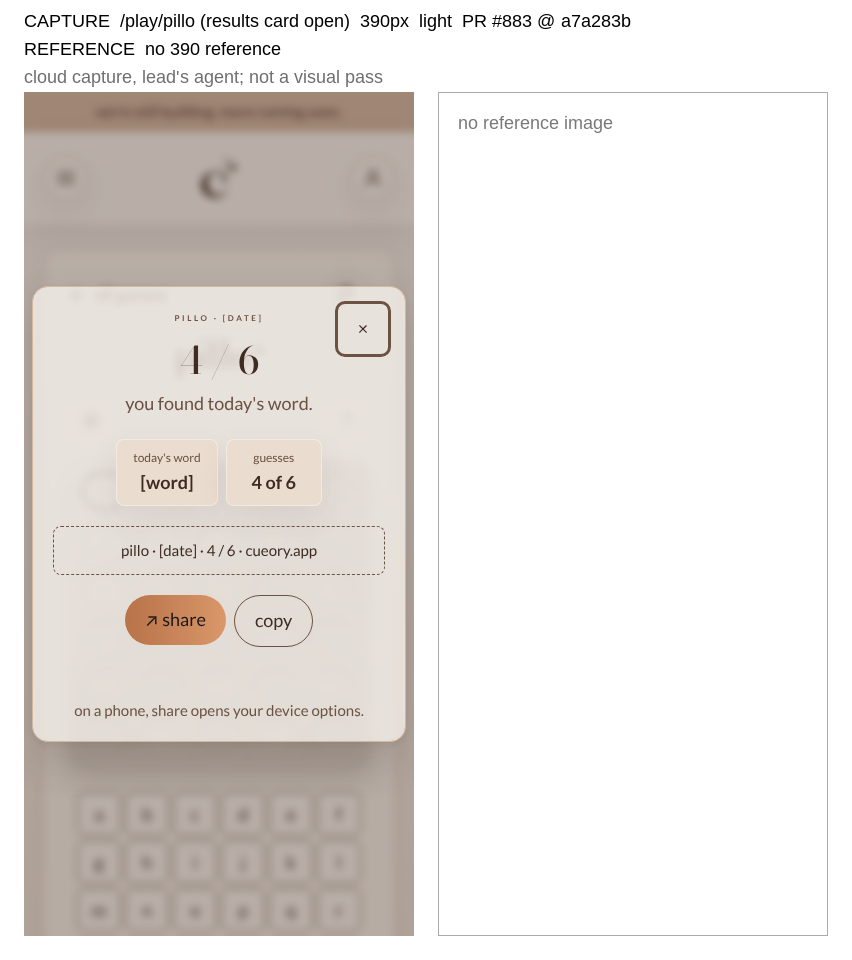 CAPTURE  /play/pillo (results card open)  390px  light  PR #883 @ a7a283b
REFERENCE  no 390 reference
cloud capture, lead's agent; not a visual pass
no reference image
PILLO · [DATE]
×
4/6
you found today's word.
today's word
[word]
guesses
4 of 6
pillo · [date] · 4 / 6 · cueory.app
↗ share
copy
on a phone, share opens your device options.
a b c d e f
g h i j k l
m n o p q r